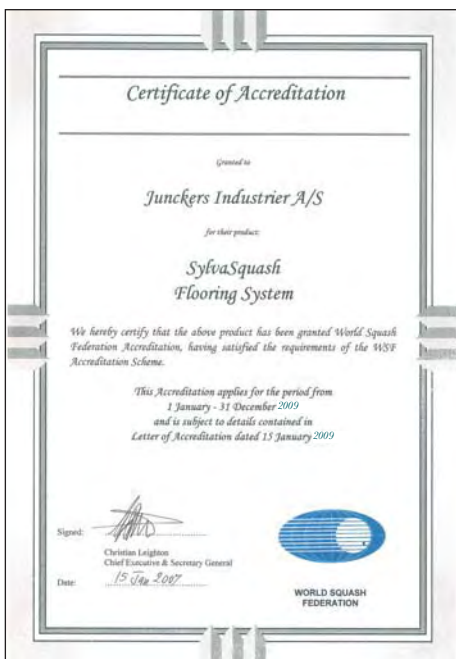 Certificate of Accreditation
Granted to
Junckers Industrier A/S
for their product:
SylvaSquash
Flooring System
We hereby certify that the above product has been granted World Squash
Federation Accreditation, having satisfied the requirements of the WSF
Accreditation Scheme.
This Accreditation applies for the period from
1 January - 31 December 2009
and is subject to details contained in
Letter of Accreditation dated 15 January 2009
Signed:
Christian Leighton
Chief Executive & Secretary General
Date: 15 Jan 2007
WORLD SQUASH
FEDERATION